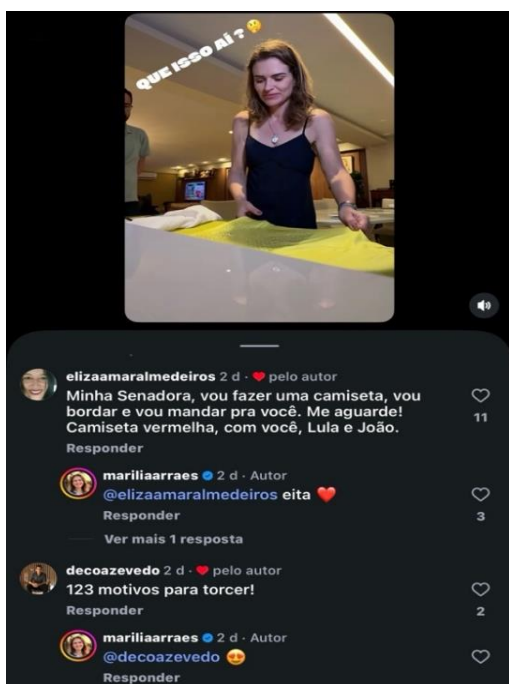 QUE ISSO AÍ? 🤔
elizaamaralmedeiros 2 d · ❤️ pelo autor
Minha Senadora, vou fazer uma camiseta, vou
bordar e vou mandar pra você. Me aguarde!
Camiseta vermelha, com você, Lula e João.
11
Responder
mariliaarraes 2 d · Autor
@elizaamaralmedeiros eita ❤️
3
Responder
Ver mais 1 resposta
decoazevedo 2 d · ❤️ pelo autor
123 motivos para torcer!
2
Responder
mariliaarraes 2 d · Autor
@decoazevedo 😍
Responder